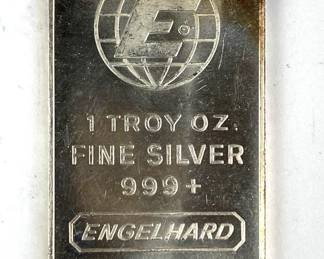 E
1 TROY OZ.
FINE SILVER
999+
ENGELHARD